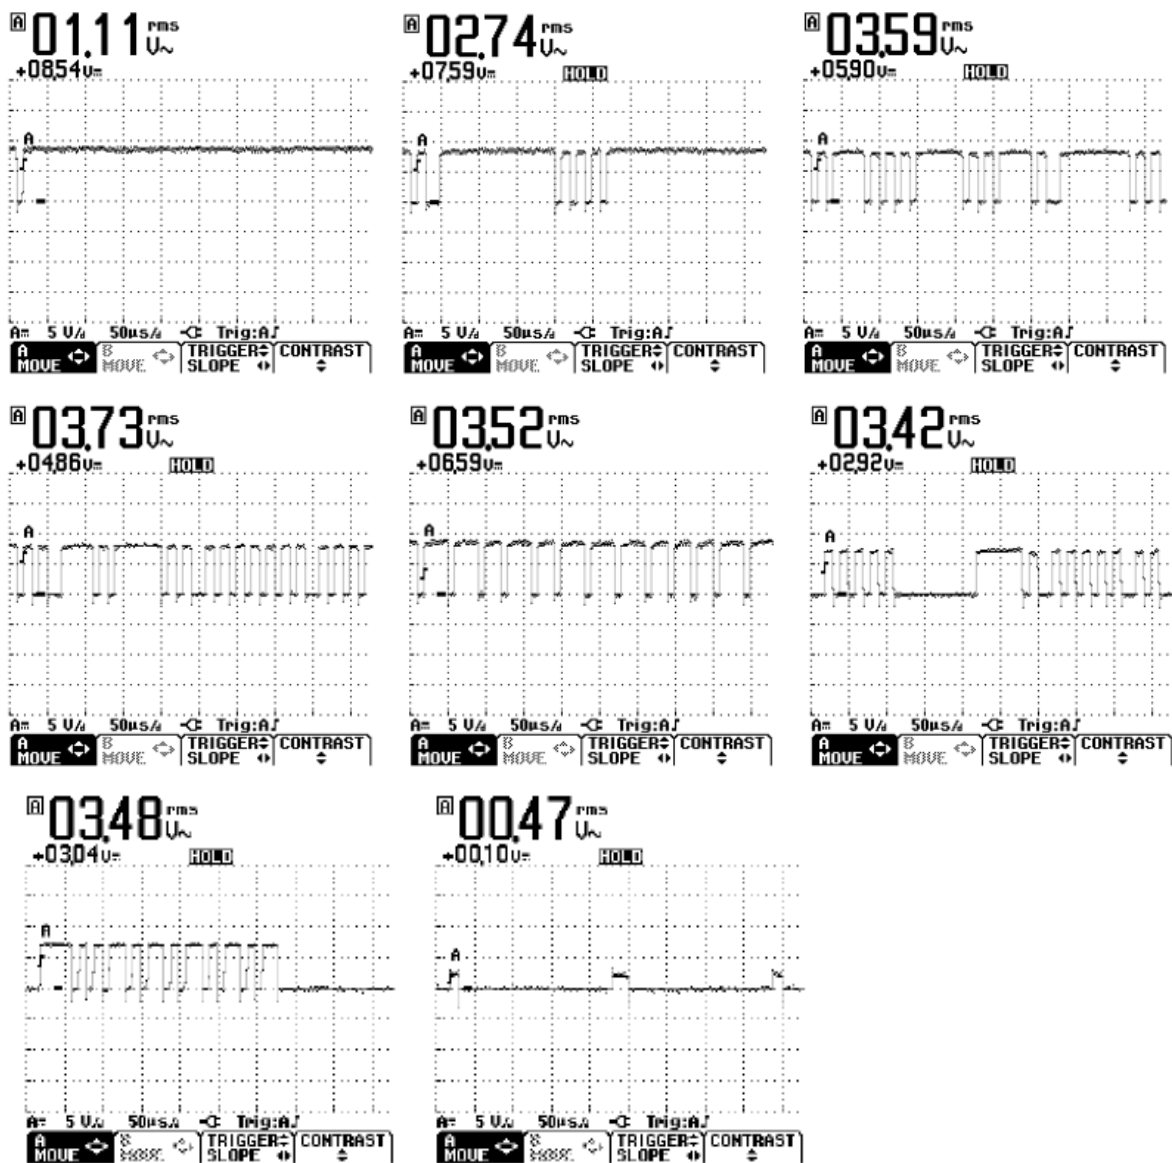 A 01.11 rms V~
+08.54 V=
A
A= 5 V/d 50µs/d Trig:A
A MOVE B MOVE TRIGGER SLOPE CONTRAST
A 02.74 rms V~
+07.59 V= HOLD
A
A= 5 V/d 50µs/d Trig:A
A MOVE B MOVE TRIGGER SLOPE CONTRAST
A 03.59 rms V~
+05.90 V= HOLD
A
A= 5 V/d 50µs/d Trig:A
A MOVE B MOVE TRIGGER SLOPE CONTRAST
A 03.73 rms V~
+04.86 V= HOLD
A
A= 5 V/d 50µs/d Trig:A
A MOVE B MOVE TRIGGER SLOPE CONTRAST
A 03.52 rms V~
+06.59 V=
A
A= 5 V/d 50µs/d Trig:A
A MOVE B MOVE TRIGGER SLOPE CONTRAST
A 03.42 rms V~
+02.92 V= HOLD
A
A= 5 V/d 50µs/d Trig:A
A MOVE B MOVE TRIGGER SLOPE CONTRAST
A 03.48 rms V~
+03.04 V= HOLD
A
A= 5 V/d 50µs/d Trig:A
A MOVE B MOVE TRIGGER SLOPE CONTRAST
A 00.47 rms V~
+00.10 V= HOLD
A
A= 5 V/d 50µs/d Trig:A
A MOVE B MOVE TRIGGER SLOPE CONTRAST